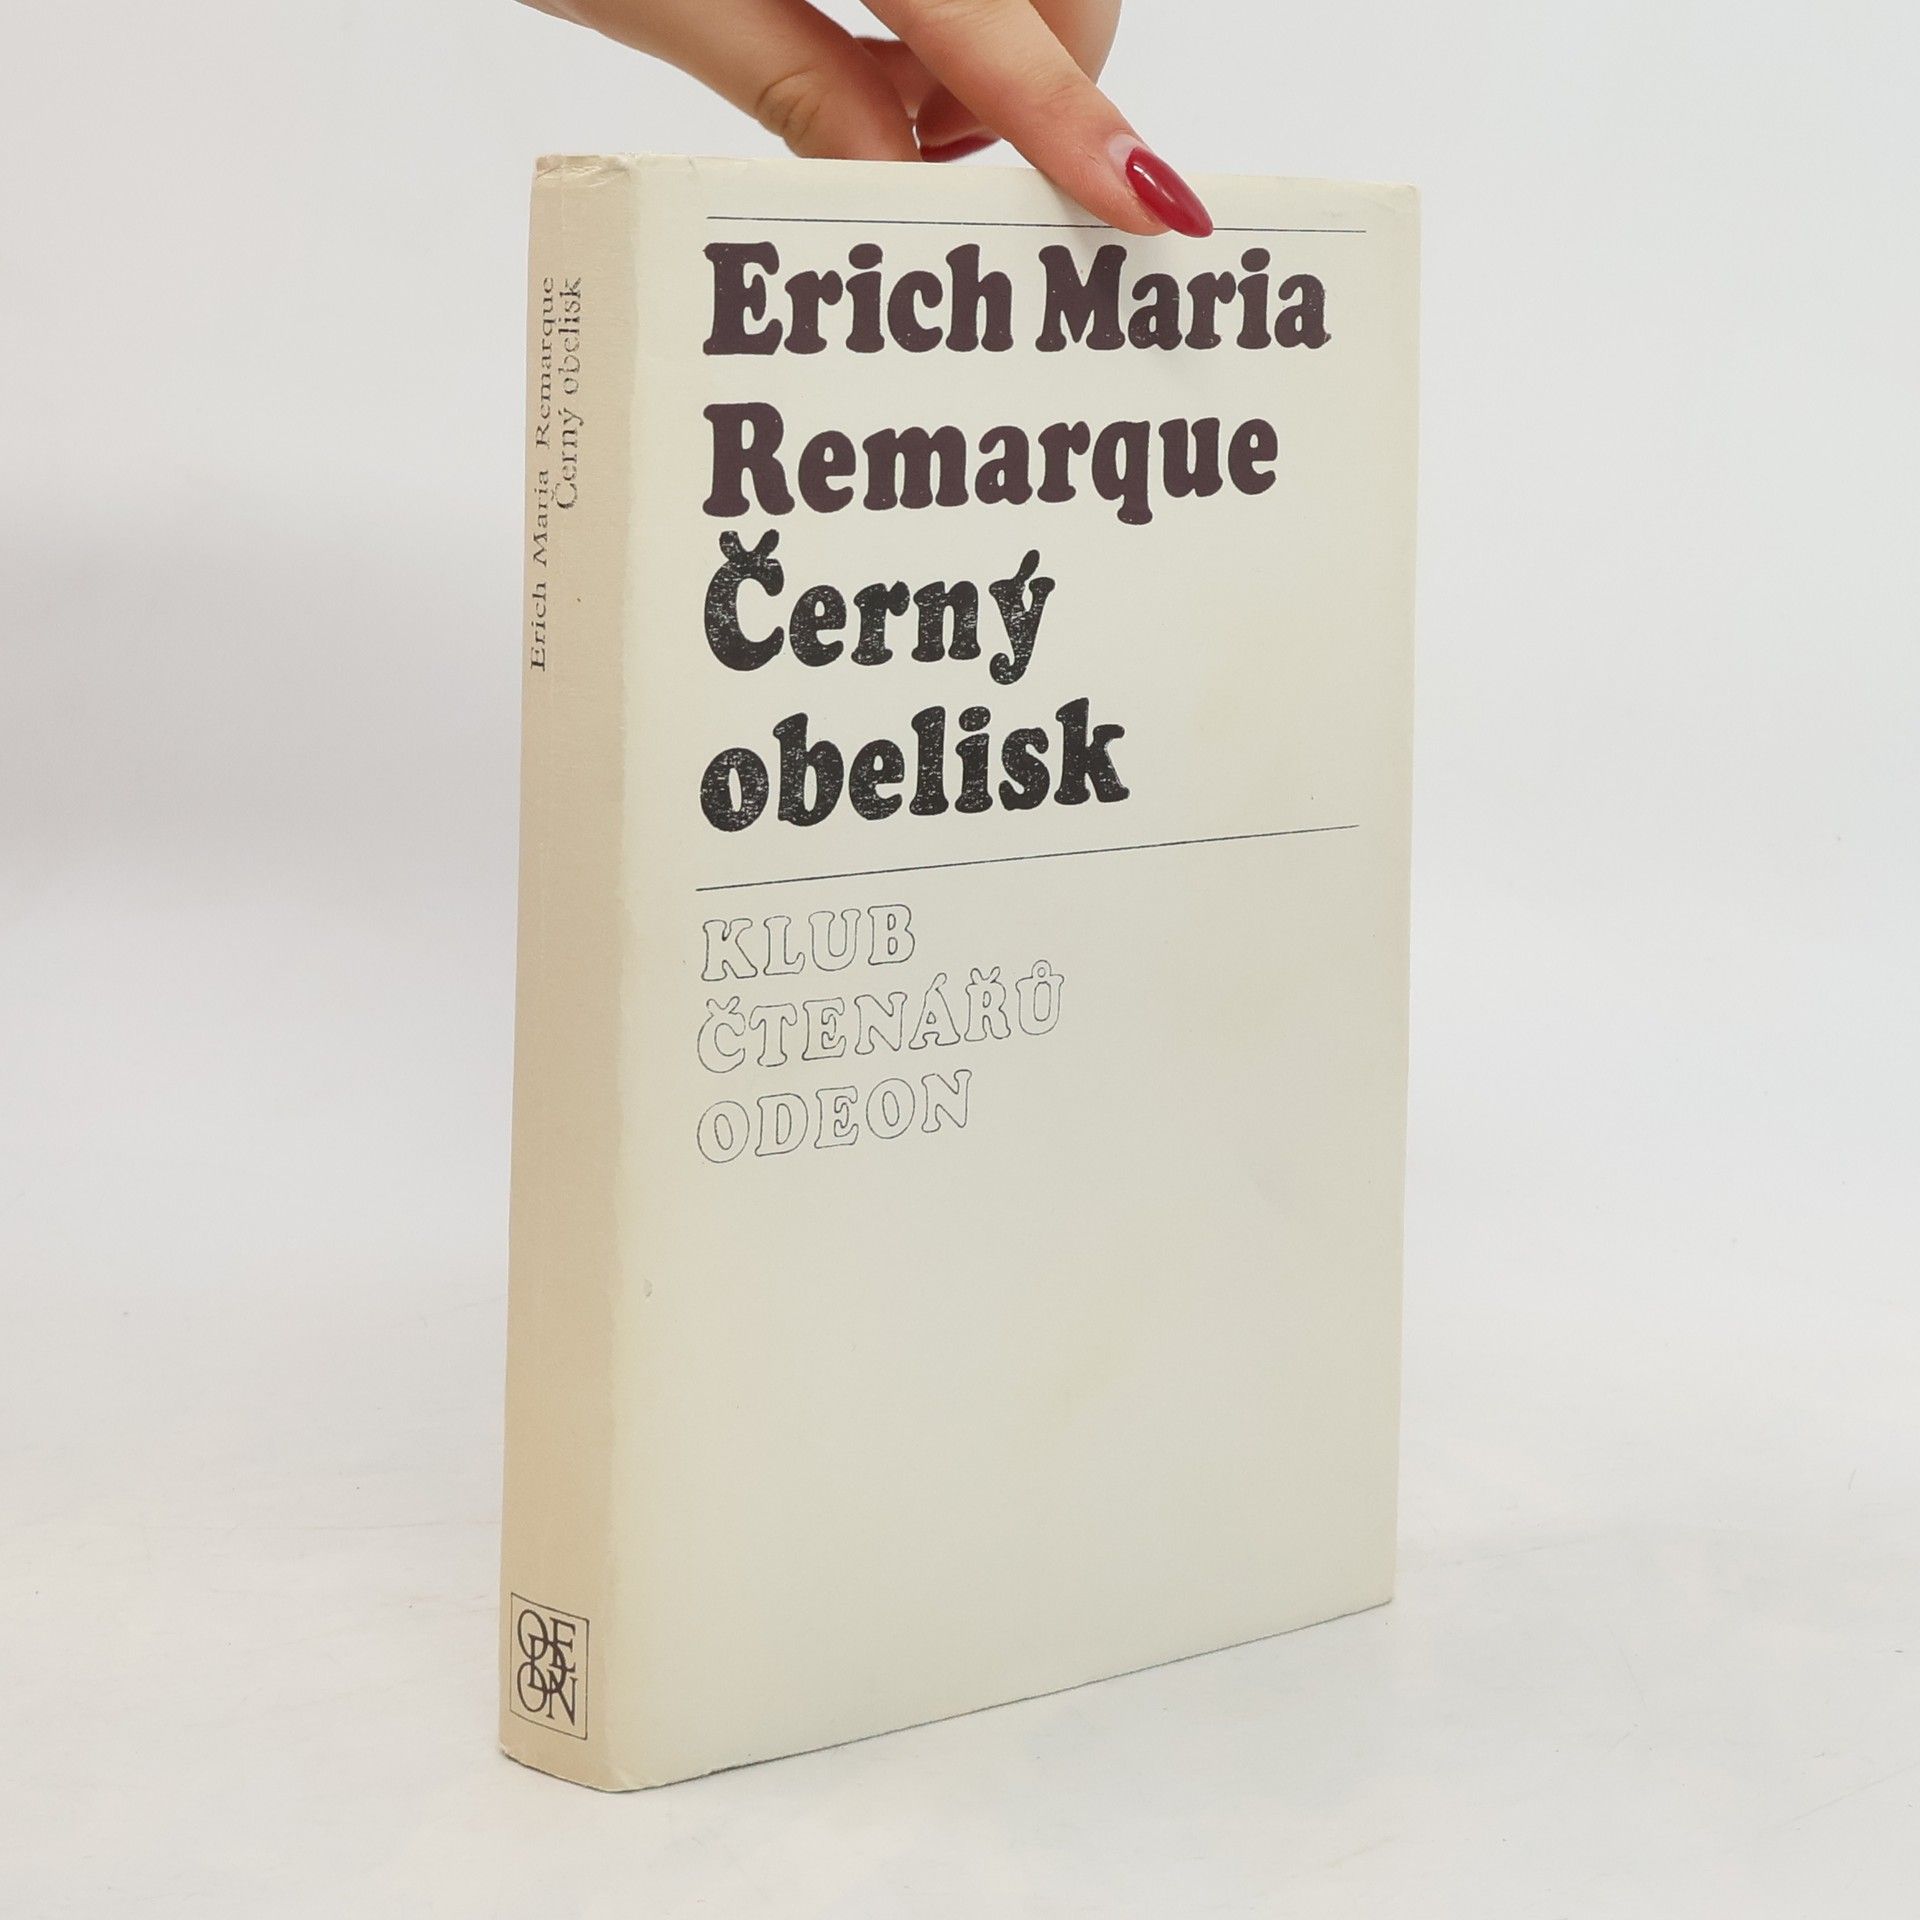 Erich Maria
Remarque
Černý
obelisk
KLUB
ČTENÁŘŮ
ODEON
Erich Maria Remarque
Černý obelisk
ODEON